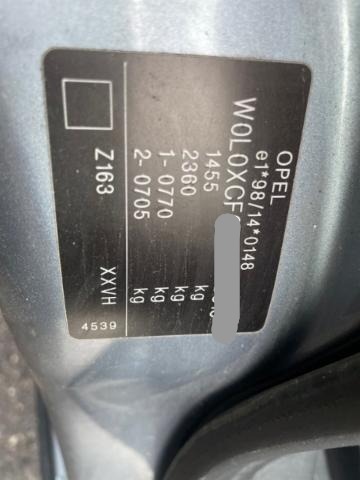 OPEL
e1*98/14*0148
W0L0XCF
1455 kg
2360 kg
1-0770 kg
2-0705 kg
Z163 XXVH
4539